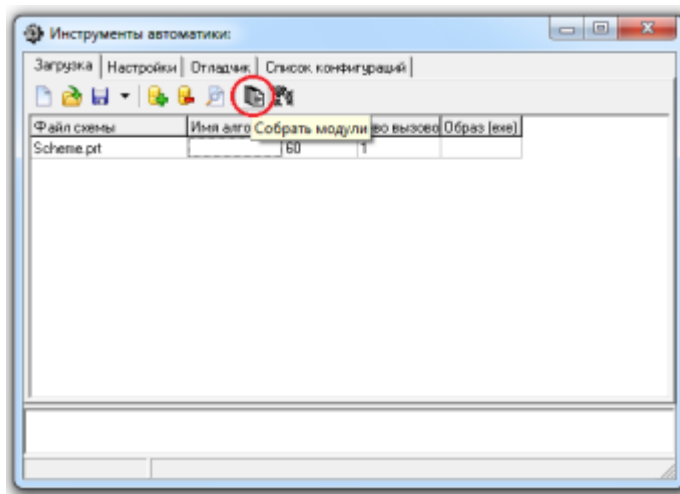 Инструменты автоматики:
Загрузка Настройки Отладчик Список конфигураций
Файл схемы Имя алго Собрать модули во вызово Образ (exe)
Scheme.prt 60 1